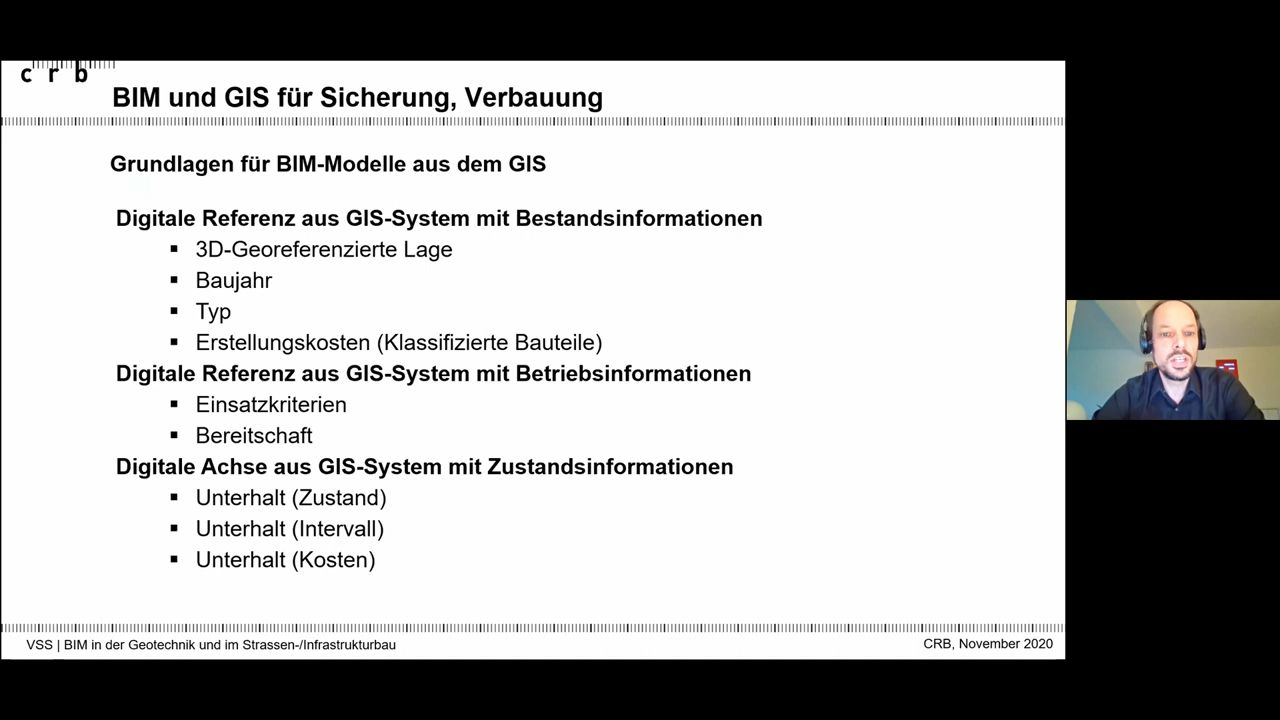 crb
BIM und GIS für Sicherung, Verbauung
Grundlagen für BIM-Modelle aus dem GIS
Digitale Referenz aus GIS-System mit Bestandsinformationen
▪ 3D-Georeferenzierte Lage
▪ Baujahr
▪ Typ
▪ Erstellungskosten (Klassifizierte Bauteile)
Digitale Referenz aus GIS-System mit Betriebsinformationen
▪ Einsatzkriterien
▪ Bereitschaft
Digitale Achse aus GIS-System mit Zustandsinformationen
▪ Unterhalt (Zustand)
▪ Unterhalt (Intervall)
▪ Unterhalt (Kosten)
VSS | BIM in der Geotechnik und im Strassen-/Infrastrukturbau
CRB, November 2020